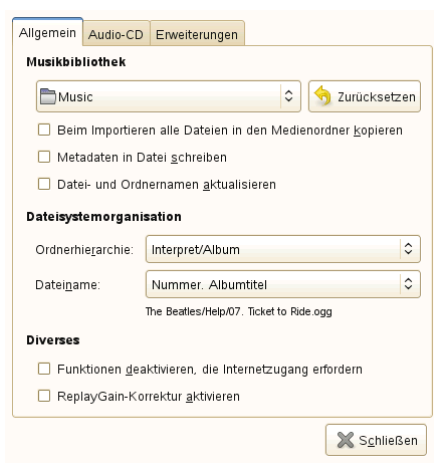 Allgemein Audio-CD Erweiterungen
Musikbibliothek
Music Zurücksetzen
Beim Importieren alle Dateien in den Medienordner kopieren
Metadaten in Datei schreiben
Datei- und Ordnernamen aktualisieren
Dateisystemorganisation
Ordnerhierarchie: Interpret/Album
Dateiname: Nummer. Albumtitel
The Beatles/Help/07. Ticket to Ride.ogg
Diverses
Funktionen deaktivieren, die Internetzugang erfordern
ReplayGain-Korrektur aktivieren
Schließen